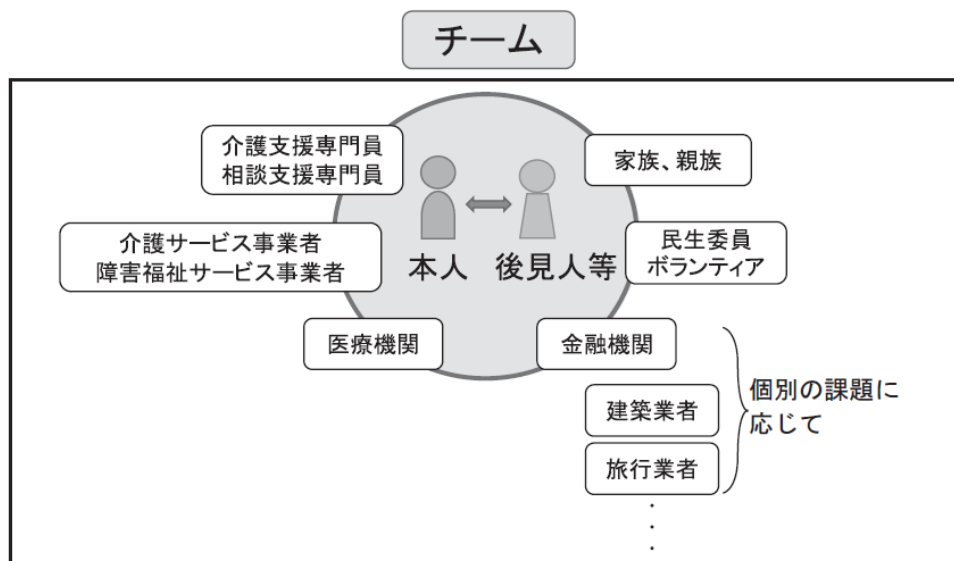 チーム
介護支援専門員
相談支援専門員
家族、親族
介護サービス事業者
障害福祉サービス事業者
本人
後見人等
民生委員
ボランティア
医療機関
金融機関
建築業者
旅行業者
個別の課題に
応じて